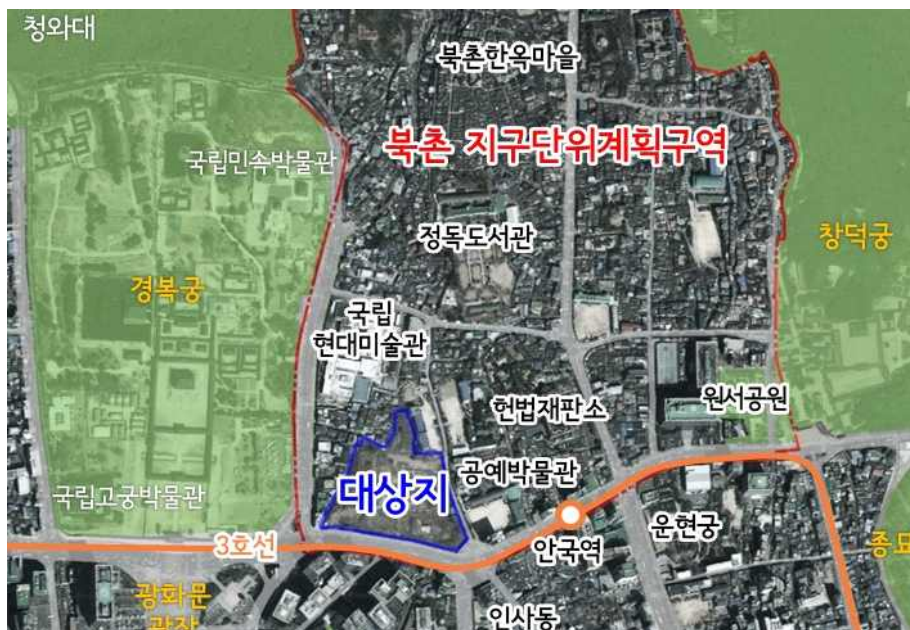 청와대
북촌한옥마을
북촌 지구단위계획구역
국립민속박물관
정독도서관
창덕궁
경복궁
국립
현대미술관
헌법재판소
원서공원
대상지
공예박물관
국립고궁박물관
운현궁
3호선
안국역
종묘
광화문
광장
인사동